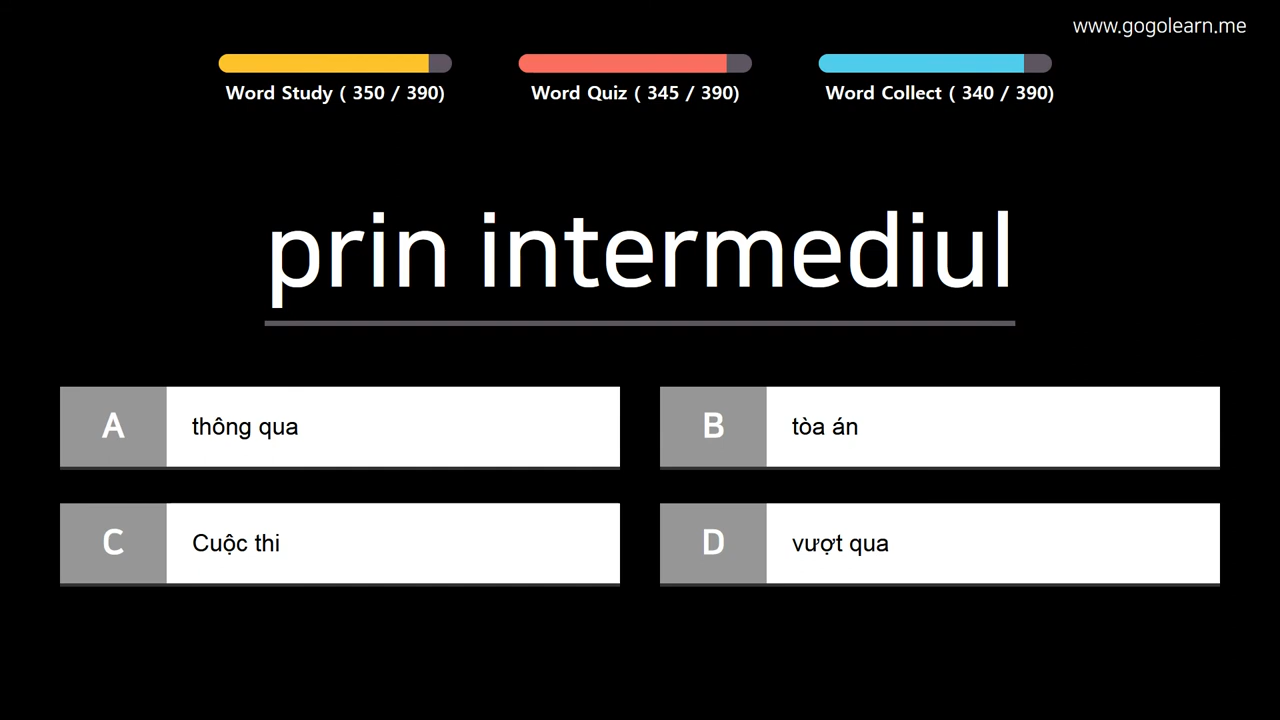 www.gogolearn.me
Word Study ( 350 / 390)
Word Quiz ( 345 / 390)
Word Collect ( 340 / 390)
prin intermediul
A
thông qua
B
tòa án
C
Cuộc thi
D
vượt qua